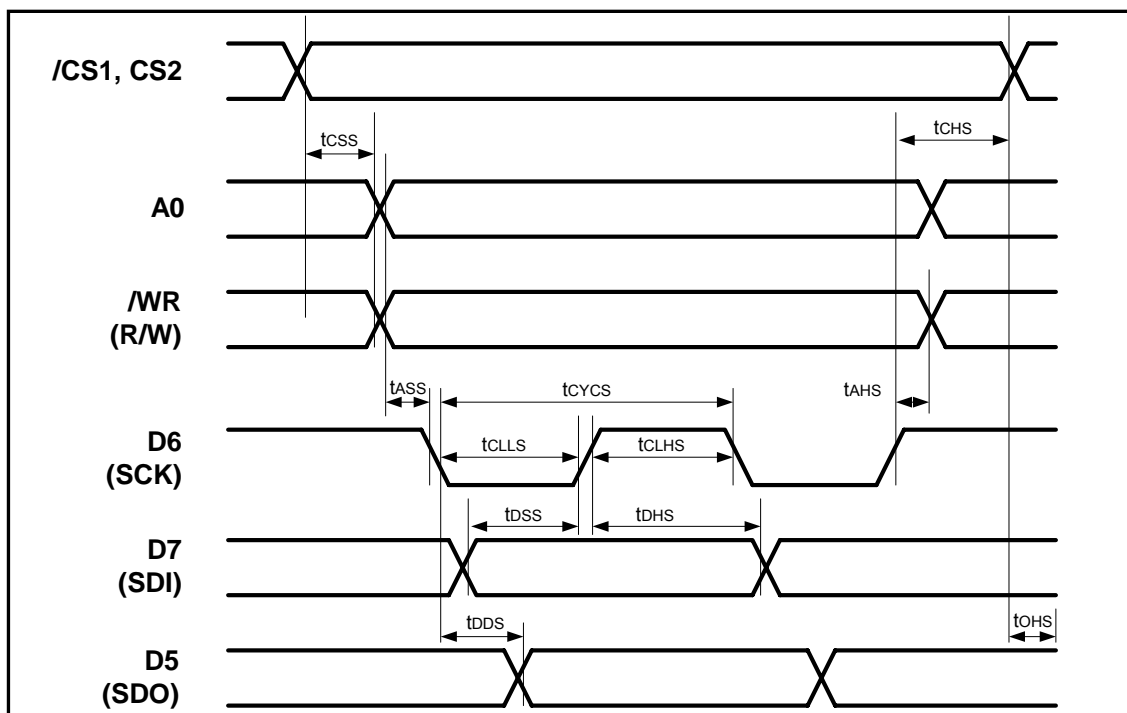 /CS1, CS2
tCSS
tCHS
A0
/WR
(R/W)
tASS
tCYCS
tAHS
D6
(SCK)
tCLLS
tCLHS
tDSS
tDHS
D7
(SDI)
tDDS
tOHS
D5
(SDO)